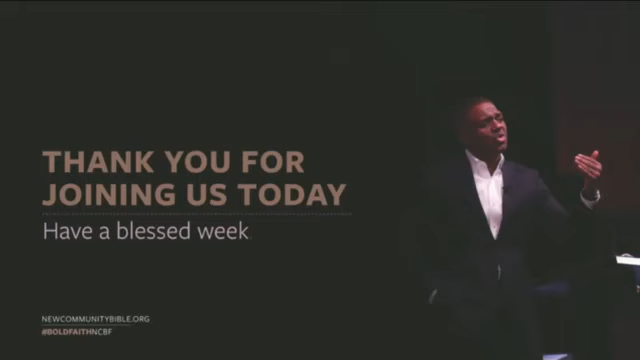 THANK YOU FOR
JOINING US TODAY
Have a blessed week
NEWCOMMUNITYBIBLE.ORG
#BOLDFAITHNCBF